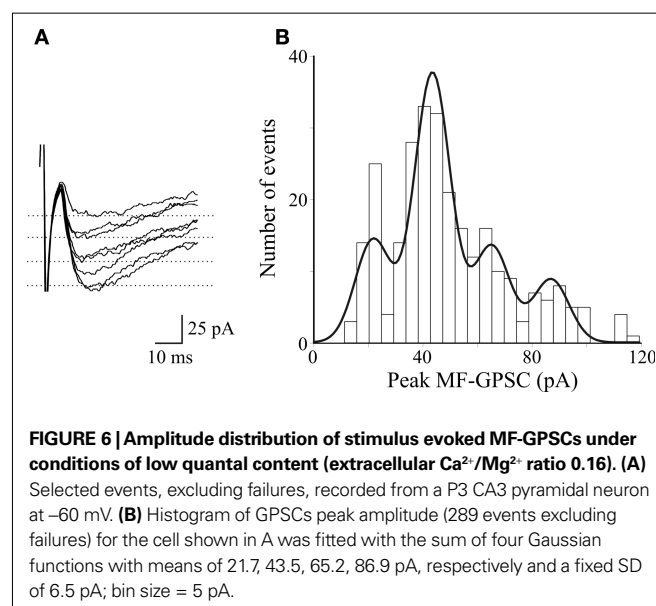 A
B
40
20
0
Number of events
0
40
80
120
Peak MF-GPSC (pA)
25 pA
10 ms
FIGURE 6 | Amplitude distribution of stimulus evoked MF-GPSCs under
conditions of low quantal content (extracellular Ca²⁺/Mg²⁺ ratio 0.16). (A)
Selected events, excluding failures, recorded from a P3 CA3 pyramidal neuron
at –60 mV. (B) Histogram of GPSCs peak amplitude (289 events excluding
failures) for the cell shown in A was fitted with the sum of four Gaussian
functions with means of 21.7, 43.5, 65.2, 86.9 pA, respectively and a fixed SD
of 6.5 pA; bin size = 5 pA.